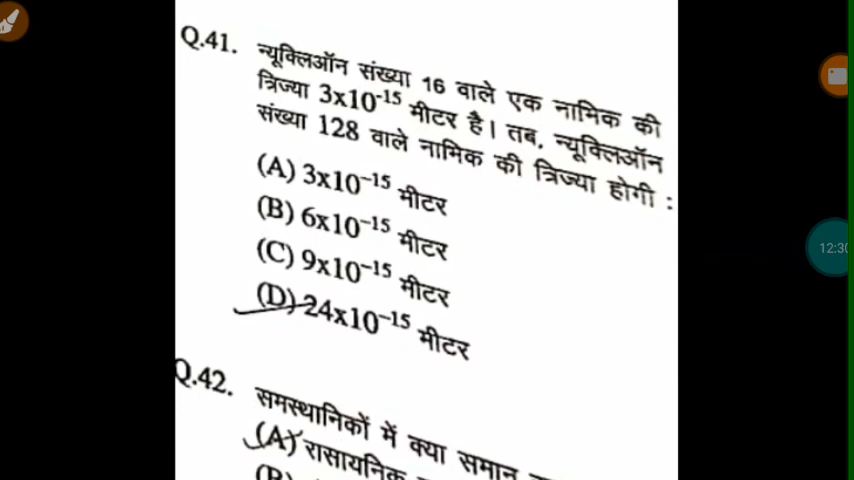 Q.41. न्यूक्लिऑन संख्या 16 वाले एक नाभिक की
त्रिज्या 3x10⁻¹⁵ मीटर है। तब, न्यूक्लिऑन
संख्या 128 वाले नाभिक की त्रिज्या होगी :
(A) 3x10⁻¹⁵ मीटर
(B) 6x10⁻¹⁵ मीटर
(C) 9x10⁻¹⁵ मीटर
(D) 24x10⁻¹⁵ मीटर
Q.42. समस्थानिकों में क्या समान
(A) रासायनिक
(B)
12:30